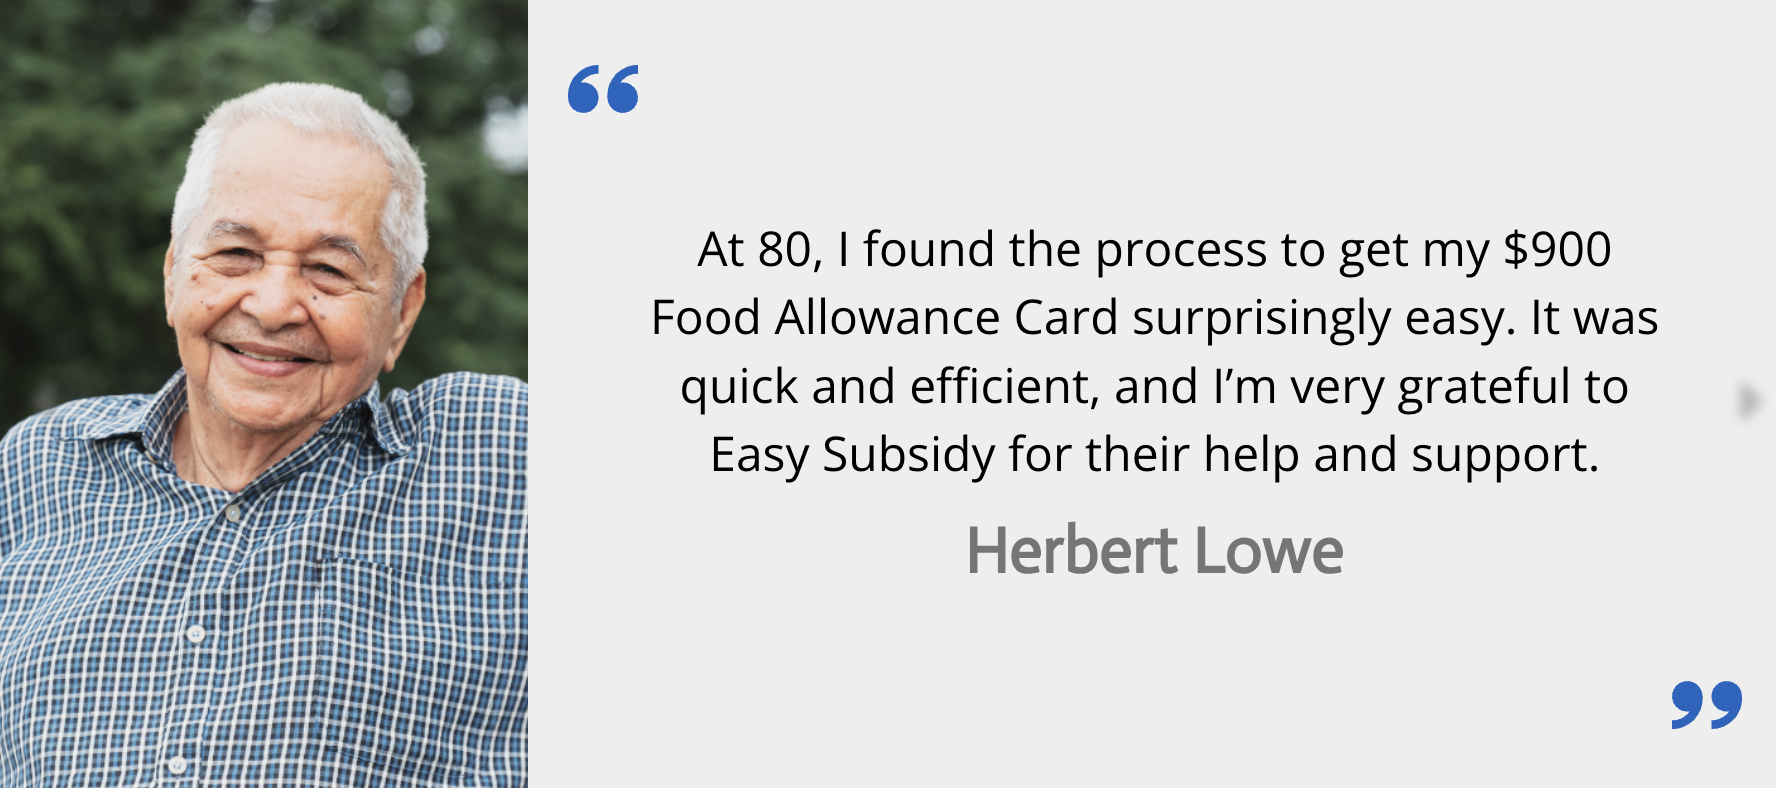 “
At 80, I found the process to get my $900
Food Allowance Card surprisingly easy. It was
quick and efficient, and I’m very grateful to
Easy Subsidy for their help and support.
Herbert Lowe
”